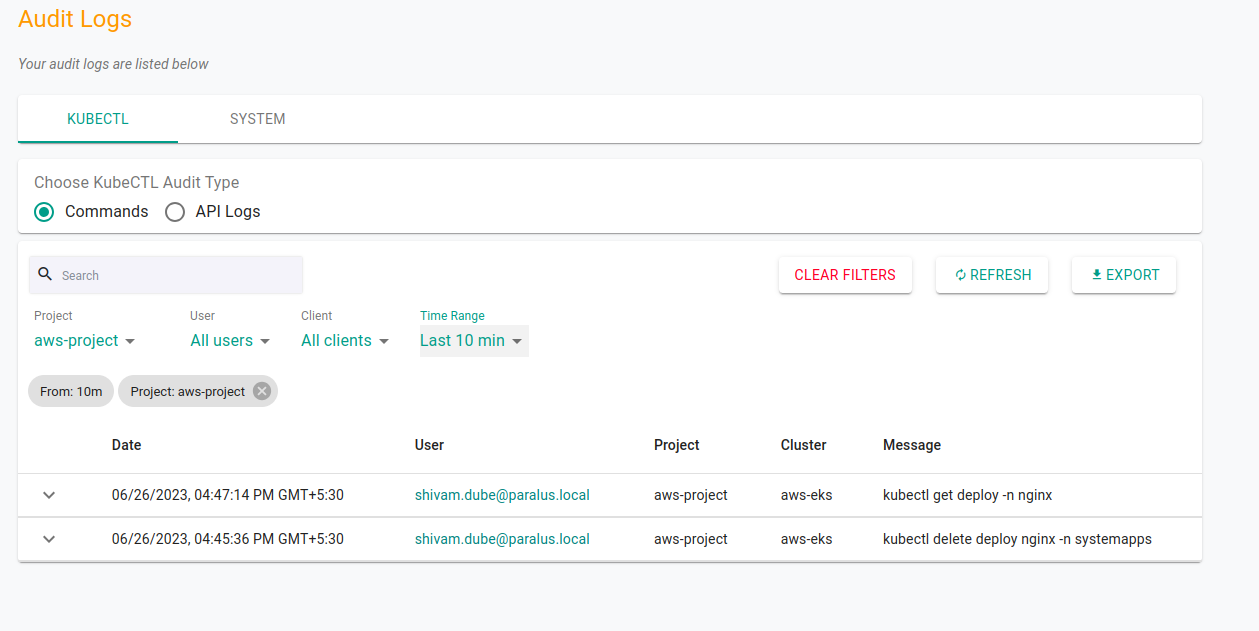 Audit Logs
Your audit logs are listed below
KUBECTL SYSTEM
Choose KubeCTL Audit Type
Commands API Logs
Search CLEAR FILTERS REFRESH EXPORT
Project User Client Time Range
aws-project All users All clients Last 10 min
From: 10m Project: aws-project
Date User Project Cluster Message
06/26/2023, 04:47:14 PM GMT+5:30 shivam.dube@paralus.local aws-project aws-eks kubectl get deploy -n nginx
06/26/2023, 04:45:36 PM GMT+5:30 shivam.dube@paralus.local aws-project aws-eks kubectl delete deploy nginx -n systemapps